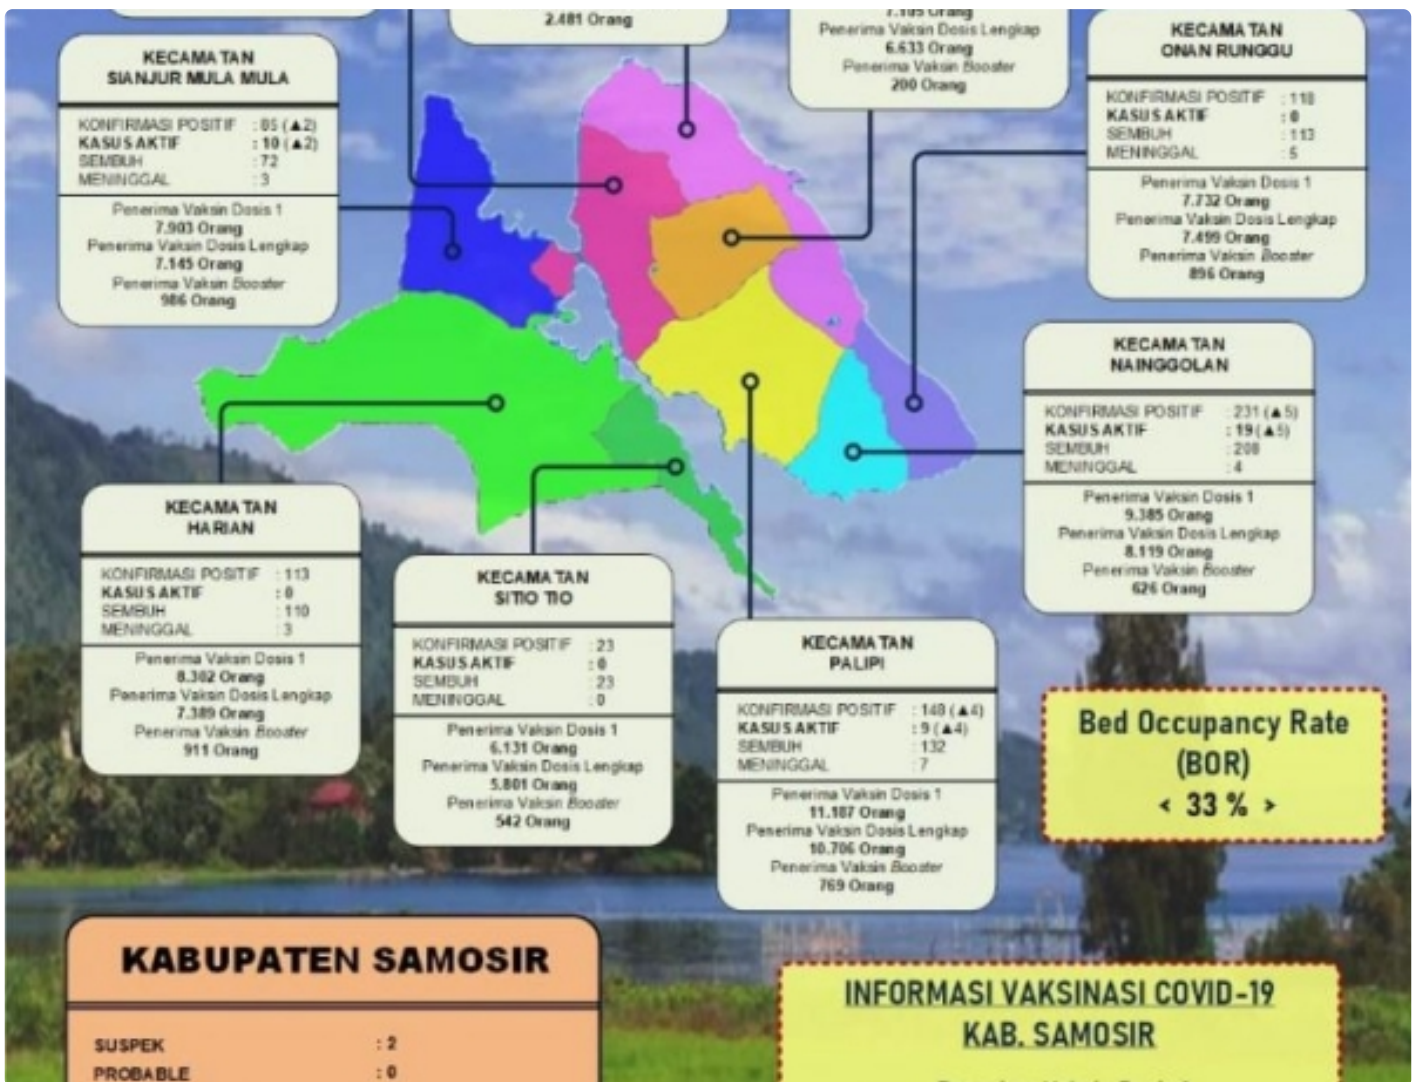 2.481 Orang
7.185 Orang
Penerima Vaksin Dosis Lengkap
6.633 Orang
Penerima Vaksin Booster
200 Orang
KECAMATAN
SIANJUR MULA MULA
KONFIRMASI POSITIF : 85 (▲2)
KASUS AKTIF : 10 (▲2)
SEMBUH : 72
MENINGGAL : 3
Penerima Vaksin Dosis 1
7.903 Orang
Penerima Vaksin Dosis Lengkap
7.145 Orang
Penerima Vaksin Booster
986 Orang
KECAMATAN
ONAN RUNGGU
KONFIRMASI POSITIF : 118
KASUS AKTIF : 0
SEMBUH : 113
MENINGGAL : 5
Penerima Vaksin Dosis 1
7.732 Orang
Penerima Vaksin Dosis Lengkap
7.499 Orang
Penerima Vaksin Booster
896 Orang
KECAMATAN
NAINGGOLAN
KONFIRMASI POSITIF : 231 (▲5)
KASUS AKTIF : 19 (▲5)
SEMBUH : 208
MENINGGAL : 4
Penerima Vaksin Dosis 1
9.385 Orang
Penerima Vaksin Dosis Lengkap
8.119 Orang
Penerima Vaksin Booster
626 Orang
KECAMATAN
HARIAN
KONFIRMASI POSITIF : 113
KASUS AKTIF : 0
SEMBUH : 110
MENINGGAL : 3
Penerima Vaksin Dosis 1
8.302 Orang
Penerima Vaksin Dosis Lengkap
7.389 Orang
Penerima Vaksin Booster
911 Orang
KECAMATAN
SITIO TIO
KONFIRMASI POSITIF : 23
KASUS AKTIF : 0
SEMBUH : 23
MENINGGAL : 0
Penerima Vaksin Dosis 1
6.131 Orang
Penerima Vaksin Dosis Lengkap
5.801 Orang
Penerima Vaksin Booster
542 Orang
KECAMATAN
PALIPI
KONFIRMASI POSITIF : 148 (▲4)
KASUS AKTIF : 9 (▲4)
SEMBUH : 132
MENINGGAL : 7
Penerima Vaksin Dosis 1
11.187 Orang
Penerima Vaksin Dosis Lengkap
10.706 Orang
Penerima Vaksin Booster
769 Orang
Bed Occupancy Rate
(BOR)
< 33 % >
KABUPATEN SAMOSIR
SUSPEK : 2
PROBABLE : 0
INFORMASI VAKSINASI COVID-19
KAB. SAMOSIR